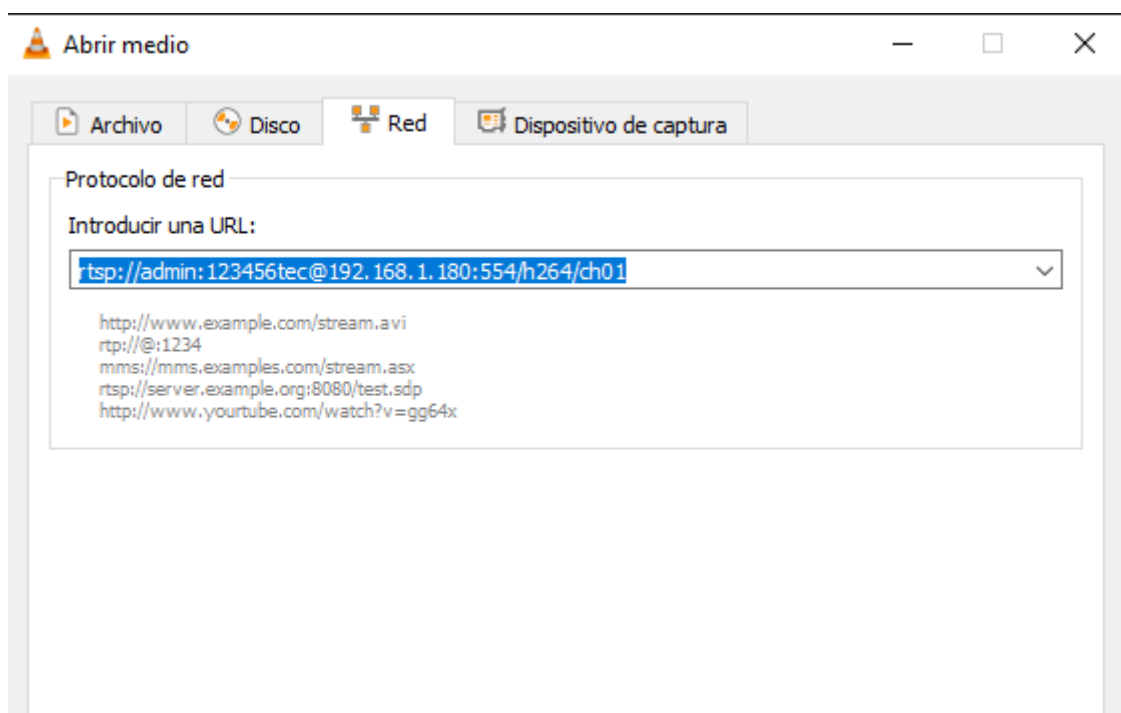 Abrir medio
Archivo Disco Red Dispositivo de captura
Protocolo de red
Introducir una URL:
rtsp://admin:123456tec@192.168.1.180:554/h264/ch01
http://www.example.com/stream.avi
rtp://@:1234
mms://mms.examples.com/stream.asx
rtsp://server.example.org:8080/test.sdp
http://www.yourtube.com/watch?v=gg64x